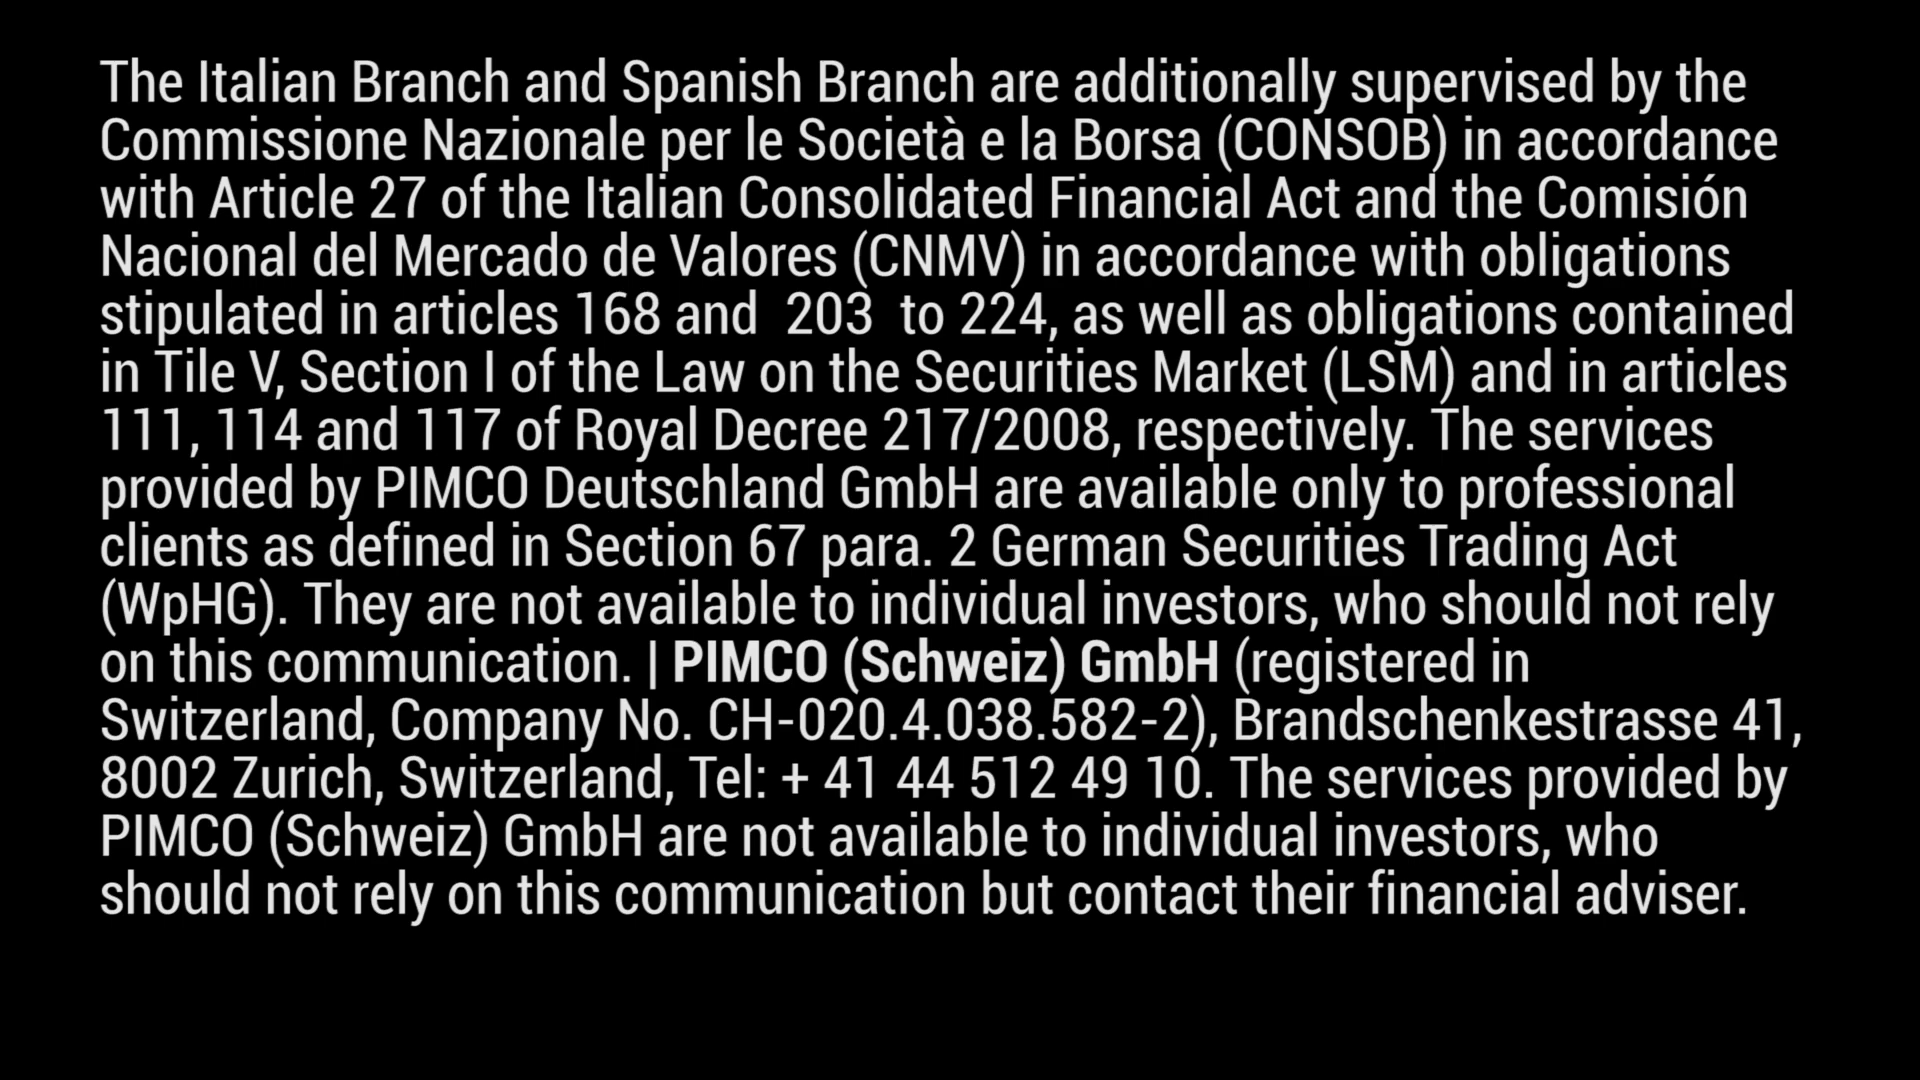 The Italian Branch and Spanish Branch are additionally supervised by the
Commissione Nazionale per le Società e la Borsa (CONSOB) in accordance
with Article 27 of the Italian Consolidated Financial Act and the Comisión
Nacional del Mercado de Valores (CNMV) in accordance with obligations
stipulated in articles 168 and  203  to 224, as well as obligations contained
in Tile V, Section I of the Law on the Securities Market (LSM) and in articles
111, 114 and 117 of Royal Decree 217/2008, respectively. The services
provided by PIMCO Deutschland GmbH are available only to professional
clients as defined in Section 67 para. 2 German Securities Trading Act
(WpHG). They are not available to individual investors, who should not rely
on this communication. | PIMCO (Schweiz) GmbH (registered in
Switzerland, Company No. CH-020.4.038.582-2), Brandschenkestrasse 41,
8002 Zurich, Switzerland, Tel: + 41 44 512 49 10. The services provided by
PIMCO (Schweiz) GmbH are not available to individual investors, who
should not rely on this communication but contact their financial adviser.